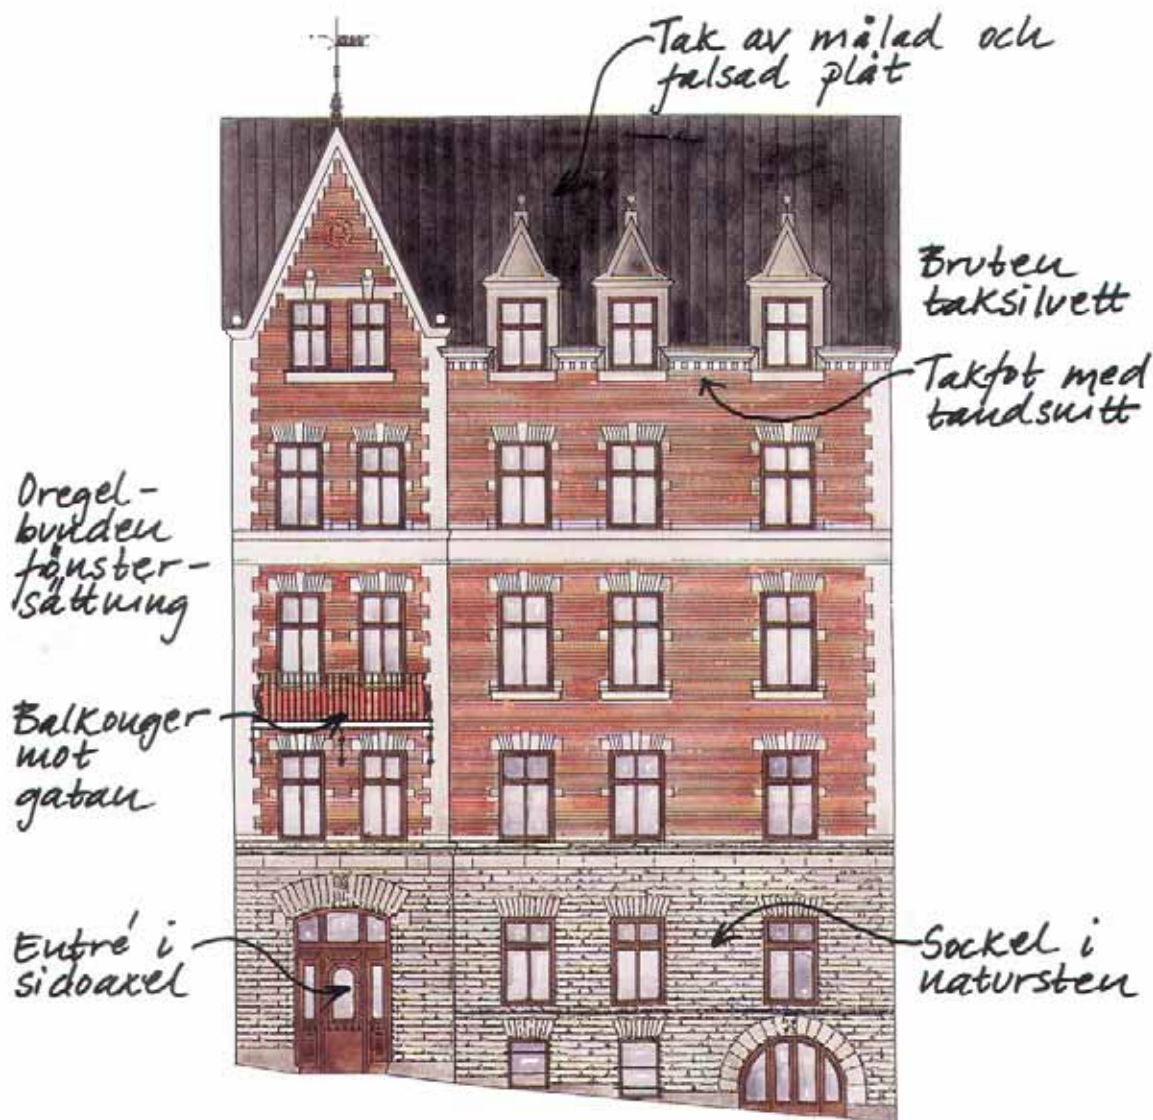 Tak av målad och
falsad plåt
Bruten
taksiluett
Takfot med
tandsnitt
Oregel-
bunden
fönster-
sättning
Balkonger
mot
gatan
Entré i
sidoaxel
Sockel i
natursten